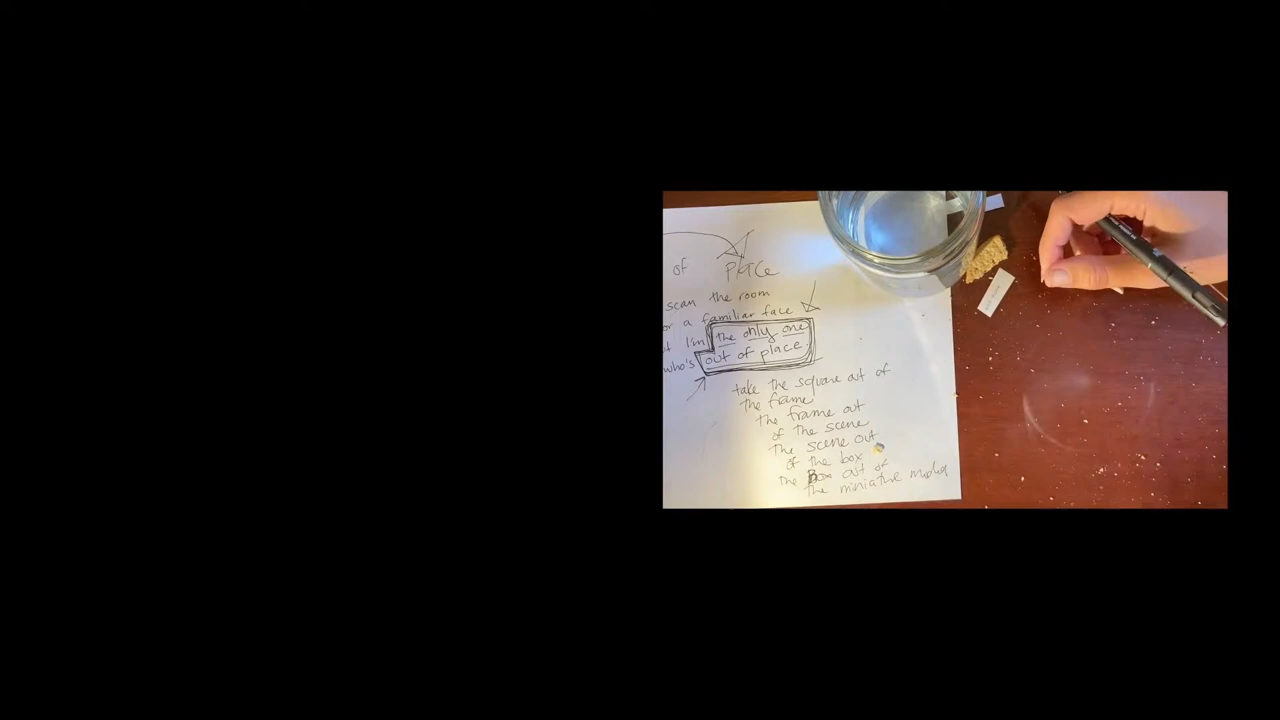 of place
scan the room
or a familiar face
t I'm the only one
who's out of place.
take the square out of
the frame
the frame out
of the scene
the scene out
of the box
the Box out of
the miniature